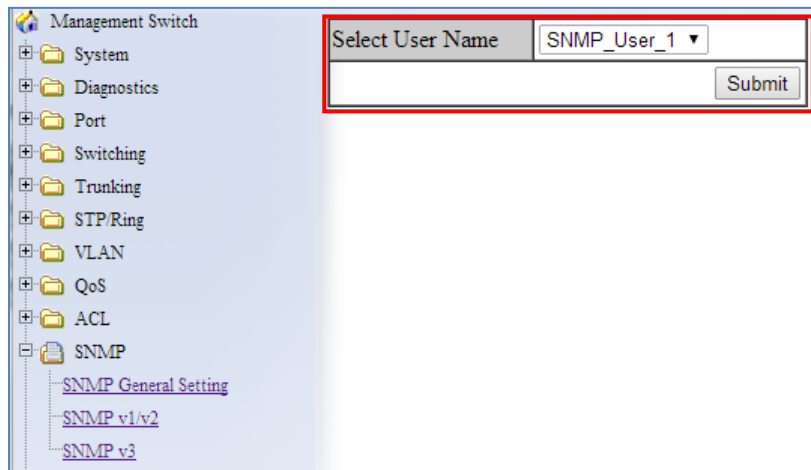 Management Switch
System
Diagnostics
Port
Switching
Trunking
STP/Ring
VLAN
QoS
ACL
SNMP
SNMP General Setting
SNMP v1/v2
SNMP v3
Select User Name SNMP_User_1
Submit